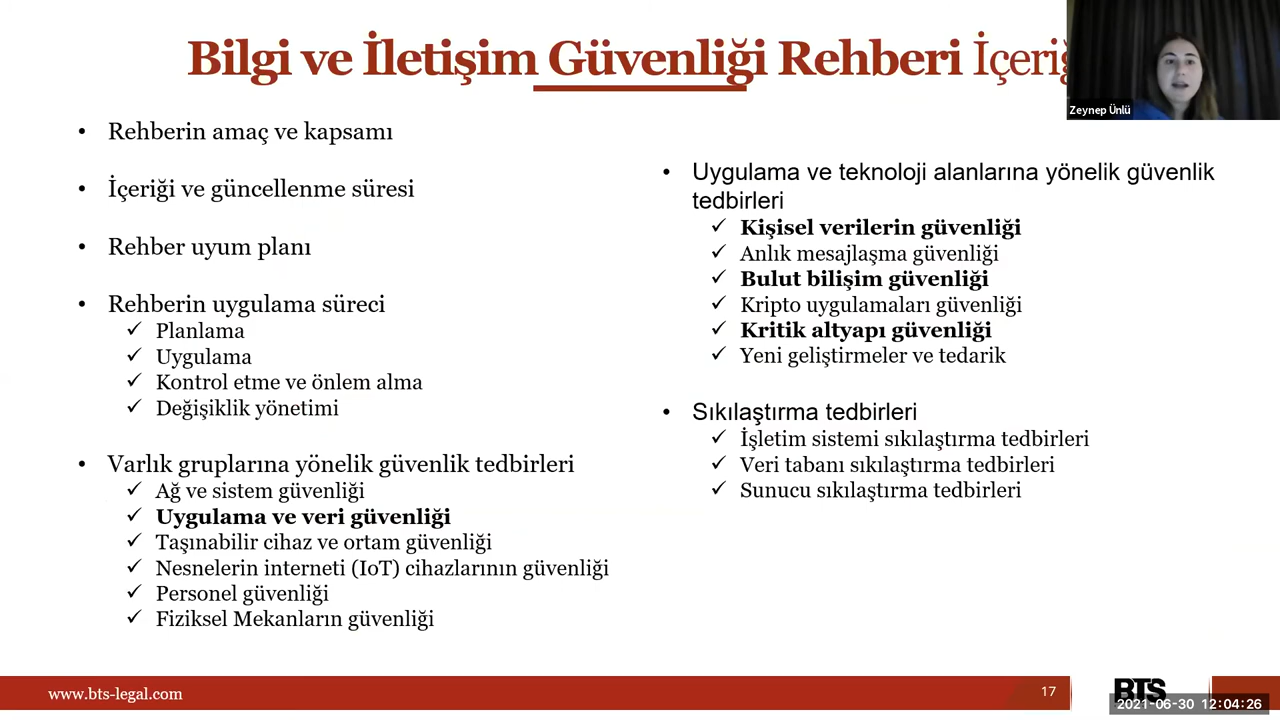 Bilgi ve İletişim Güvenliği Rehberi
Zeynep Ünlü
Rehberin amaç ve kapsamı
İçeriği ve güncellenme süresi
Rehber uyum planı
Rehberin uygulama süreci
Planlama
Uygulama
Kontrol etme ve önlem alma
Değişiklik yönetimi
Varlık gruplarına yönelik güvenlik tedbirleri
Ağ ve sistem güvenliği
Uygulama ve veri güvenliği
Taşınabilir cihaz ve ortam güvenliği
Nesnelerin interneti (IoT) cihazlarının güvenliği
Personel güvenliği
Fiziksel Mekanların güvenliği
Uygulama ve teknoloji alanlarına yönelik güvenlik
tedbirleri
Kişisel verilerin güvenliği
Anlık mesajlaşma güvenliği
Bulut bilişim güvenliği
Kripto uygulamaları güvenliği
Kritik altyapı güvenliği
Yeni geliştirmeler ve tedarik
Sıkılaştırma tedbirleri
İşletim sistemi sıkılaştırma tedbirleri
Veri tabanı sıkılaştırma tedbirleri
Sunucu sıkılaştırma tedbirleri
www.bts-legal.com
17
BTS
2021-06-30 12:04:26